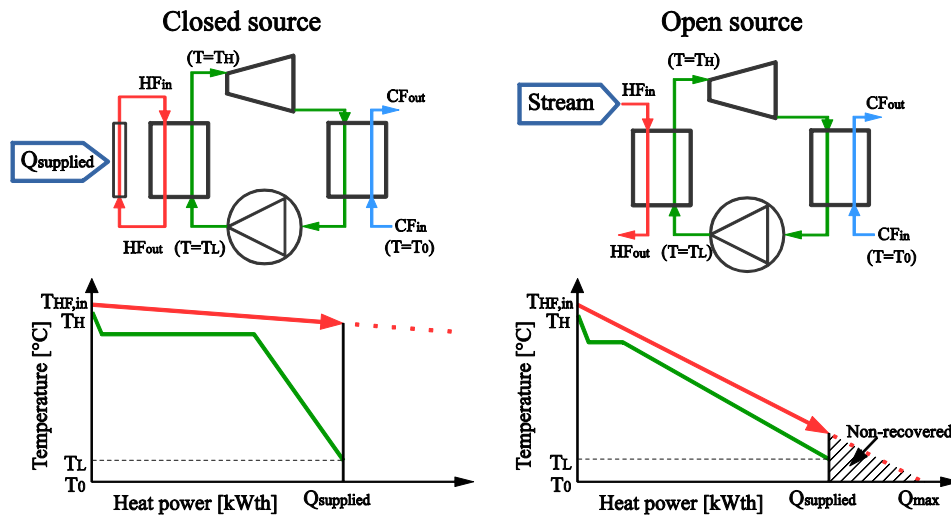 Closed source
Open source
(T=TH)
HFin
CFout
Qsupplied
HFout
(T=TL)
CFin
(T=T0)
(T=TH)
HFin
Stream
CFout
HFout
(T=TL)
CFin
(T=T0)
THF,in
TH
Temperature [°C]
TL
T0
Heat power [kWth]
Qsupplied
THF,in
TH
Temperature [°C]
Non-recovered
TL
T0
Heat power [kWth]
Qsupplied
Qmax